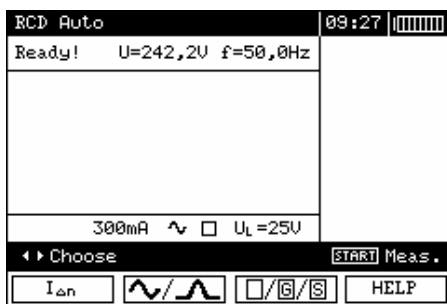 RCD Auto 09:27
Ready! U=242,2V f=50,0Hz
300mA ∿ □ UL=25V
Choose START Meas.
IΔn / □/G/S HELP